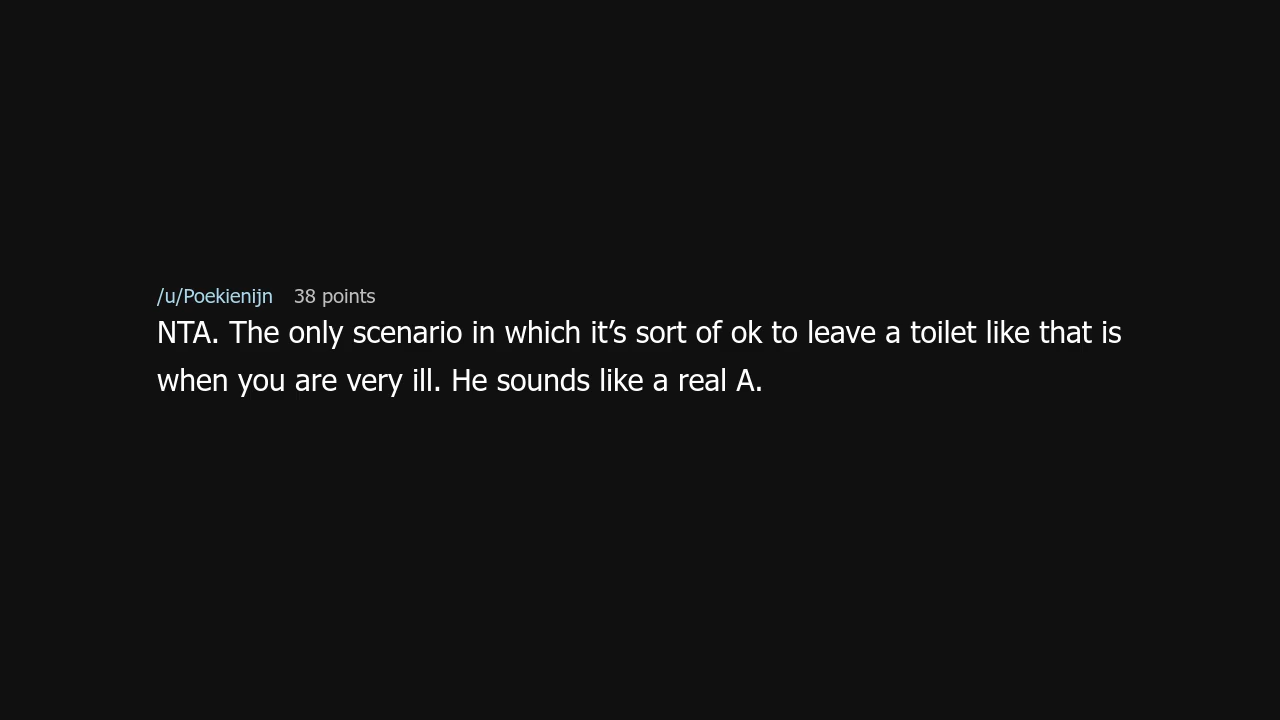 /u/Poekienijn 38 points
NTA. The only scenario in which it’s sort of ok to leave a toilet like that is
when you are very ill. He sounds like a real A.